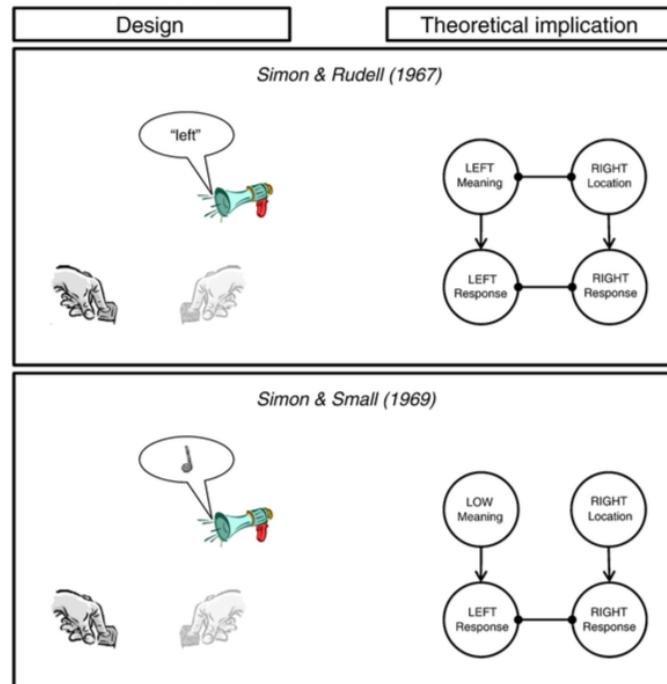 Design
Theoretical implication
Simon & Rudell (1967)
"left"
LEFT
Meaning
RIGHT
Location
LEFT
Response
RIGHT
Response
Simon & Small (1969)
LOW
Meaning
RIGHT
Location
LEFT
Response
RIGHT
Response